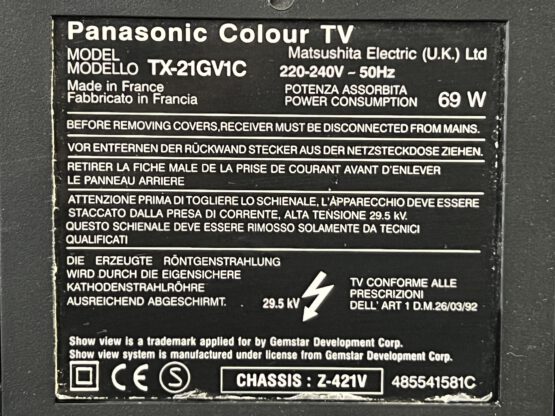 Panasonic Colour TV
MODEL
MODELLO TX-21GV1C
Matsushita Electric (U.K.) Ltd
220-240V ~ 50Hz
Made in France
Fabbricato in Francia
POTENZA ASSORBITA
POWER CONSUMPTION 69 W
BEFORE REMOVING COVERS,RECEIVER MUST BE DISCONNECTED FROM MAINS.
VOR ENTFERNEN DER RÜCKWAND STECKER AUS DER NETZSTECKDOSE ZIEHEN.
RETIRER LA FICHE MALE DE LA PRISE DE COURANT AVANT D'ENLEVER
LE PANNEAU ARRIERE
ATTENZIONE PRIMA DI TOGLIERE LO SCHIENALE, L'APPARECCHIO DEVE ESSERE
STACCATO DALLA PRESA DI CORRENTE, ALTA TENSIONE 29.5 kV.
QUESTO SCHIENALE DEVE ESSERE RIMOSSO SOLAMENTE DA TECNICI
QUALIFICATI
DIE ERZEUGTE RÖNTGENSTRAHLUNG
WIRD DURCH DIE EIGENSICHERE
KATHODENSTRAHLRÖHRE
AUSREICHEND ABGESCHIRMT.
29.5 kV
TV CONFORME ALLE
PRESCRIZIONI
DELL' ART 1 D.M.26/03/92
Show view is a trademark applied for by Gemstar Development Corp.
Show view system is manufactured under license from Gemstar Development Corp.
CE S CHASSIS : Z-421V 485541581C